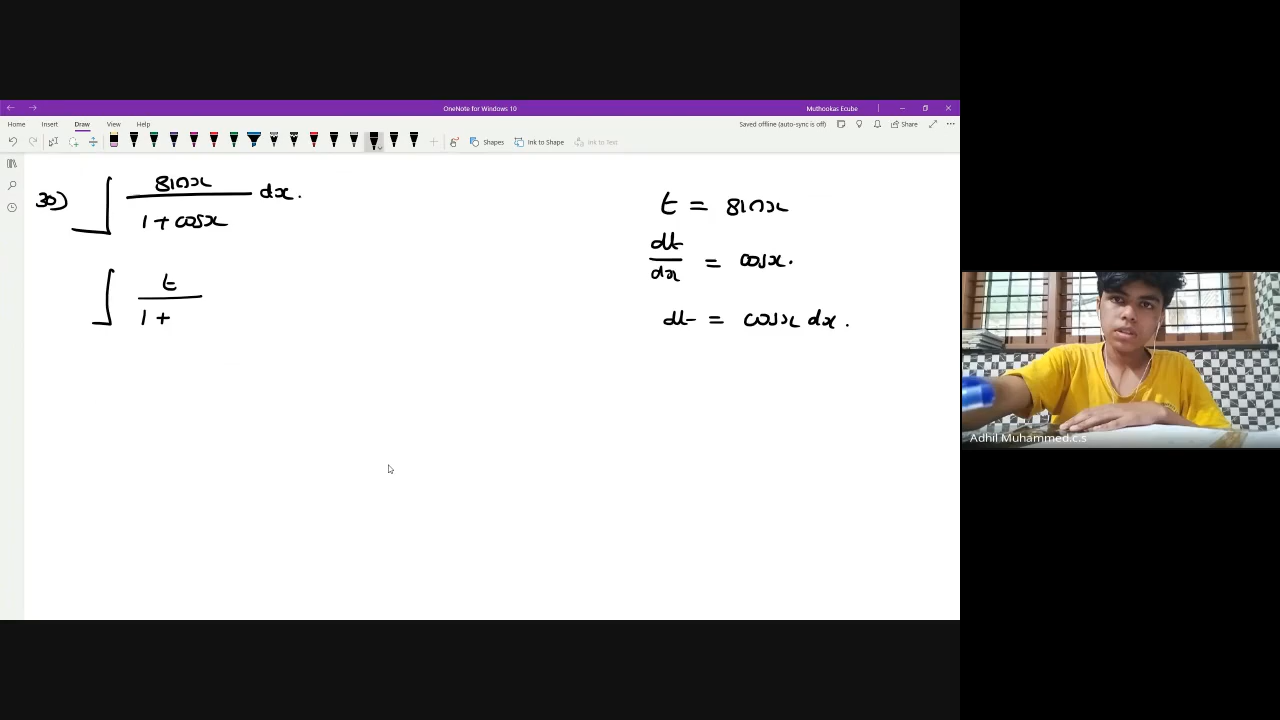 OneNote for Windows 10
Muthookas Ecube
Home Insert Draw View Help
Saved offline (auto-sync is off)
Share
Shapes
Ink to Shape
Ink to Text
30) ∫ sinx / 1 + cosx dx.
∫ t / 1 +
t = sinx
dt/dx = cosx.
dt = cosx dx.
Adhil Muhammed.c.s